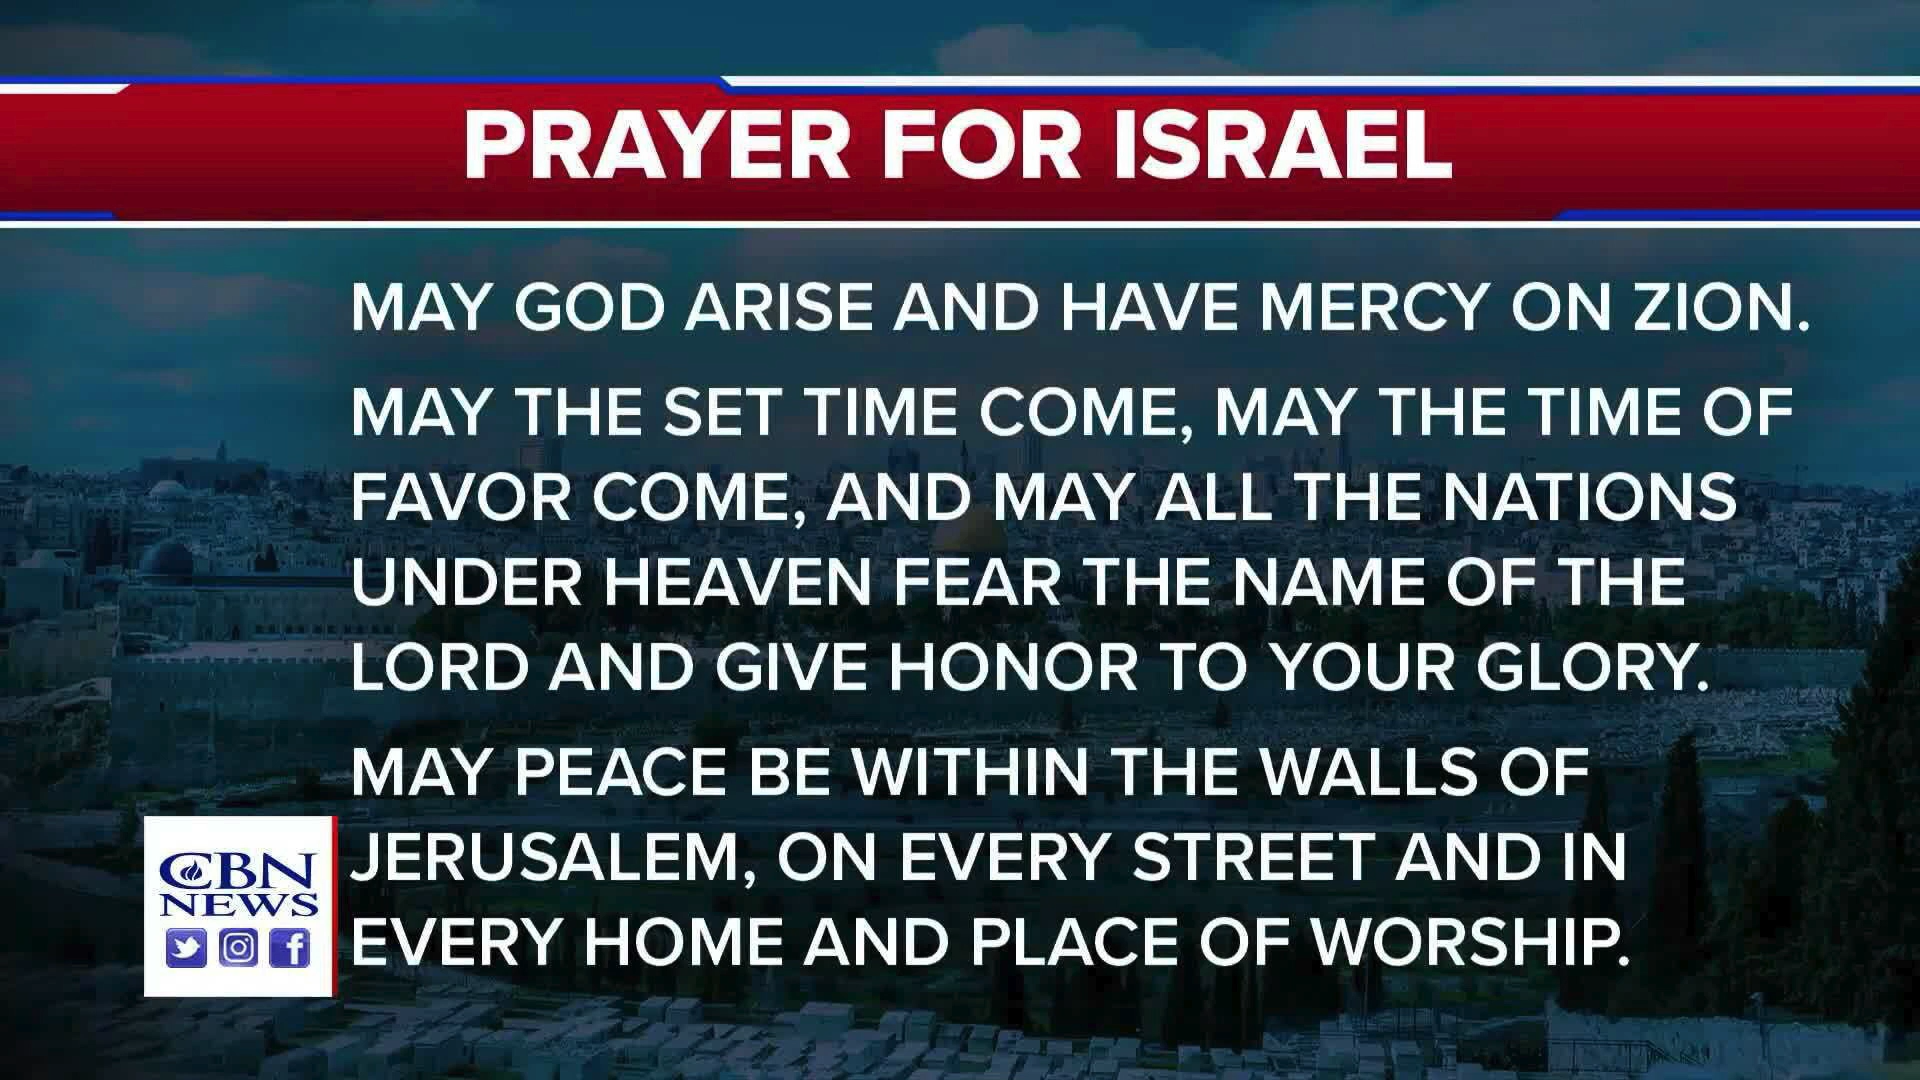 PRAYER FOR ISRAEL
MAY GOD ARISE AND HAVE MERCY ON ZION.
MAY THE SET TIME COME, MAY THE TIME OF
FAVOR COME, AND MAY ALL THE NATIONS
UNDER HEAVEN FEAR THE NAME OF THE
LORD AND GIVE HONOR TO YOUR GLORY.
MAY PEACE BE WITHIN THE WALLS OF
JERUSALEM, ON EVERY STREET AND IN
EVERY HOME AND PLACE OF WORSHIP.
CBN
NEWS